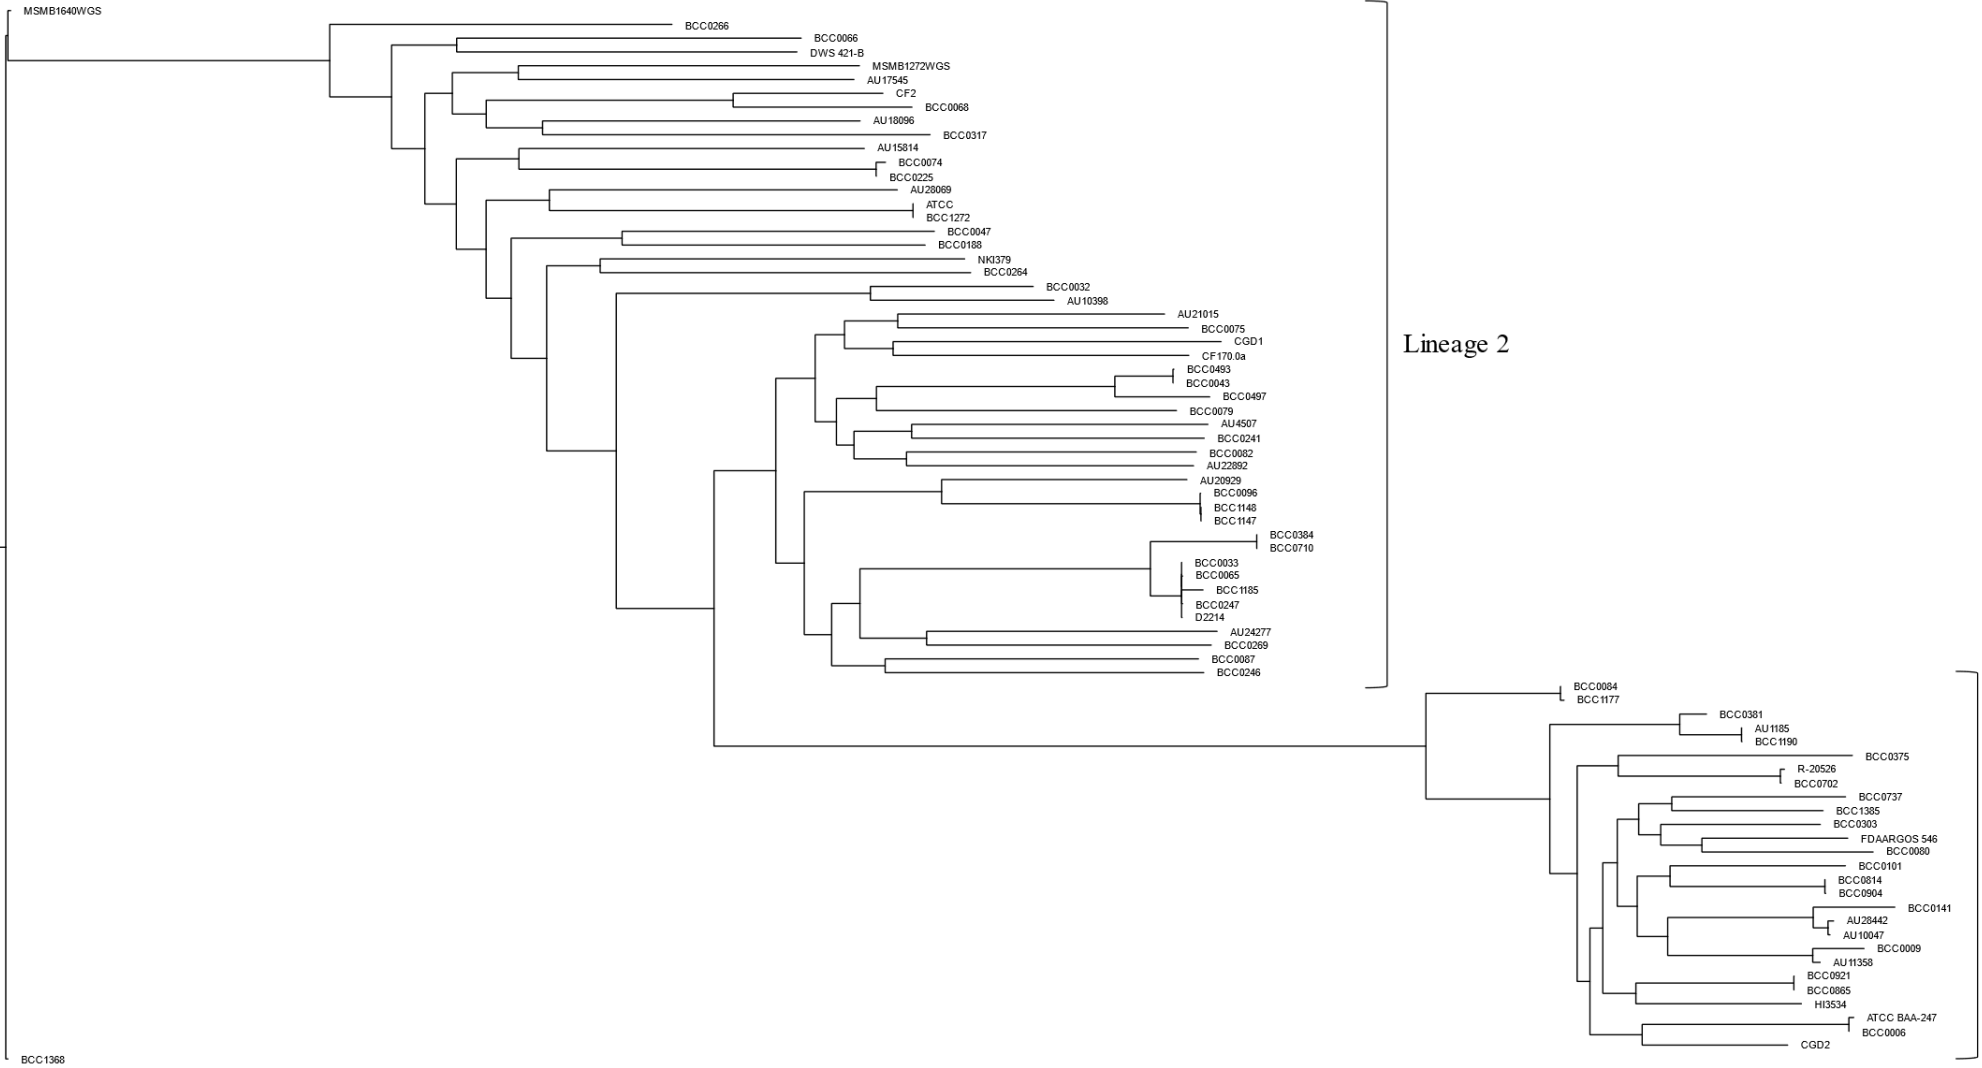 MSMB1640WGS
BCC0266
BCC0066
DWS 421-B
MSMB1272WGS
AU17545
CF2
BCC0068
AU18096
BCC0317
AU15814
BCC0074
BCC0225
AU28069
ATCC
BCC1272
BCC0047
BCC0188
NKI379
BCC0264
BCC0032
AU10398
AU21015
BCC0075
CGD1
Lineage 2
CF170.0a
BCC0493
BCC0043
BCC0497
BCC0079
AU4507
BCC0241
BCC0082
AU22892
AU20929
BCC0096
BCC1148
BCC1147
BCC0384
BCC0710
BCC0033
BCC0065
BCC1185
BCC0247
D2214
AU24277
BCC0269
BCC0087
BCC0246
BCC0084
BCC1177
BCC0381
AU1185
BCC1190
BCC0375
R-20526
BCC0702
BCC0737
BCC1385
BCC0303
FDAARGOS 546
BCC0080
BCC0101
BCC0814
BCC0904
BCC0141
AU28442
AU10047
BCC0009
AU11358
BCC0921
BCC0865
HI3534
ATCC BAA-247
BCC0006
CGD2
BCC1368